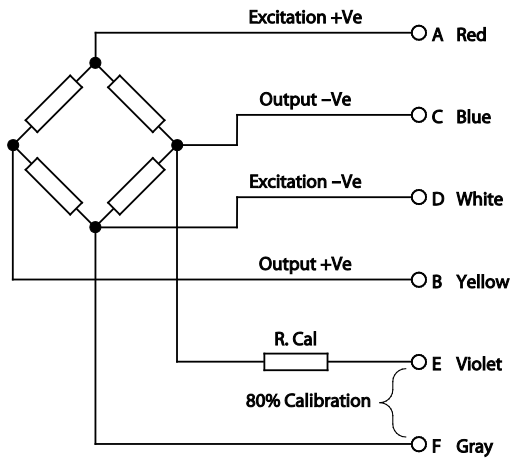 Excitation +Ve A Red
Output –Ve C Blue
Excitation –Ve D White
Output +Ve B Yellow
R. Cal E Violet
80% Calibration
F Gray